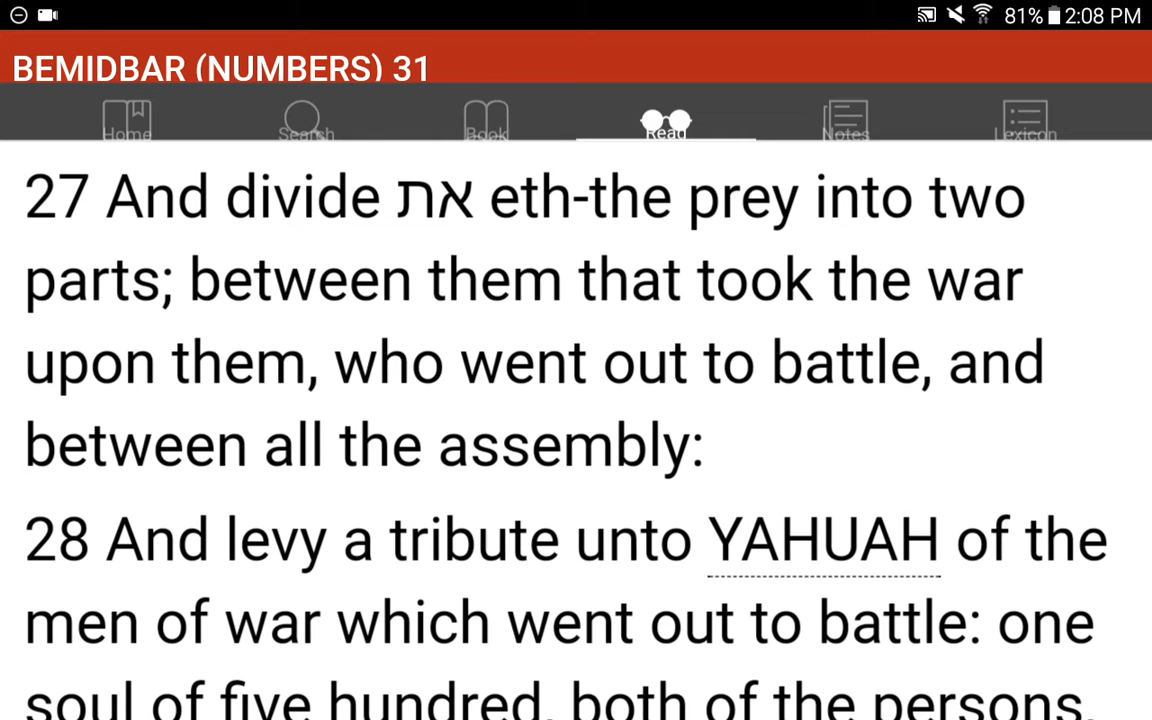 81% 2:08 PM
BEMIDBAR (NUMBERS) 31
Home Search Book Read Notes Lexicon
27 And divide את eth-the prey into two
parts; between them that took the war
upon them, who went out to battle, and
between all the assembly:
28 And levy a tribute unto YAHUAH of the
men of war which went out to battle: one
soul of five hundred, both of the persons,